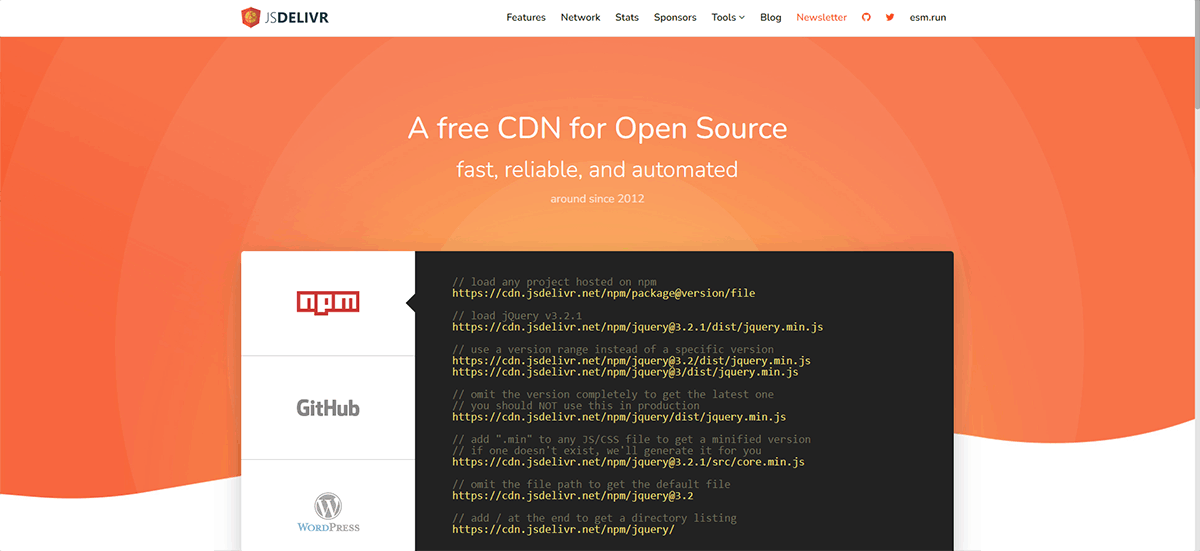 JSDELIVR
Features Network Stats Sponsors Tools Blog Newsletter esm.run
A free CDN for Open Source
fast, reliable, and automated
around since 2012
npm
GitHub
WORDPRESS
// load any project hosted on npm
https://cdn.jsdelivr.net/npm/package@version/file
// load jQuery v3.2.1
https://cdn.jsdelivr.net/npm/jquery@3.2.1/dist/jquery.min.js
// use a version range instead of a specific version
https://cdn.jsdelivr.net/npm/jquery@3.2/dist/jquery.min.js
https://cdn.jsdelivr.net/npm/jquery@3/dist/jquery.min.js
// omit the version completely to get the latest one
// you should NOT use this in production
https://cdn.jsdelivr.net/npm/jquery/dist/jquery.min.js
// add ".min" to any JS/CSS file to get a minified version
// if one doesn't exist, we'll generate it for you
https://cdn.jsdelivr.net/npm/jquery@3.2.1/src/core.min.js
// omit the file path to get the default file
https://cdn.jsdelivr.net/npm/jquery@3.2
// add / at the end to get a directory listing
https://cdn.jsdelivr.net/npm/jquery/